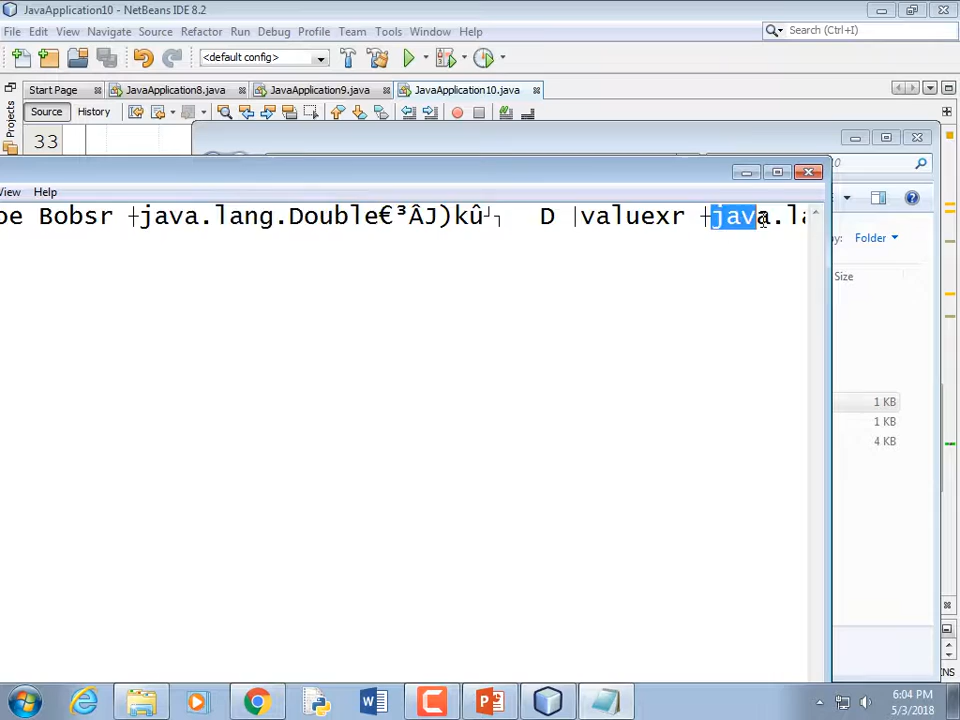 JavaApplication10 - NetBeans IDE 8.2
File Edit View Navigate Source Refactor Run Debug Profile Team Tools Window Help
Search (Ctrl+I)
<default config>
Start Page JavaApplication8.java JavaApplication9.java JavaApplication10.java
Projects
Source History
33
View Help
oe Bobsr ┼java.lang.Double€³ÂJ)kû┘┐ D |valuexr ┼java.la
Folder
Size
1 KB
1 KB
4 KB
NS
6:04 PM
5/3/2018